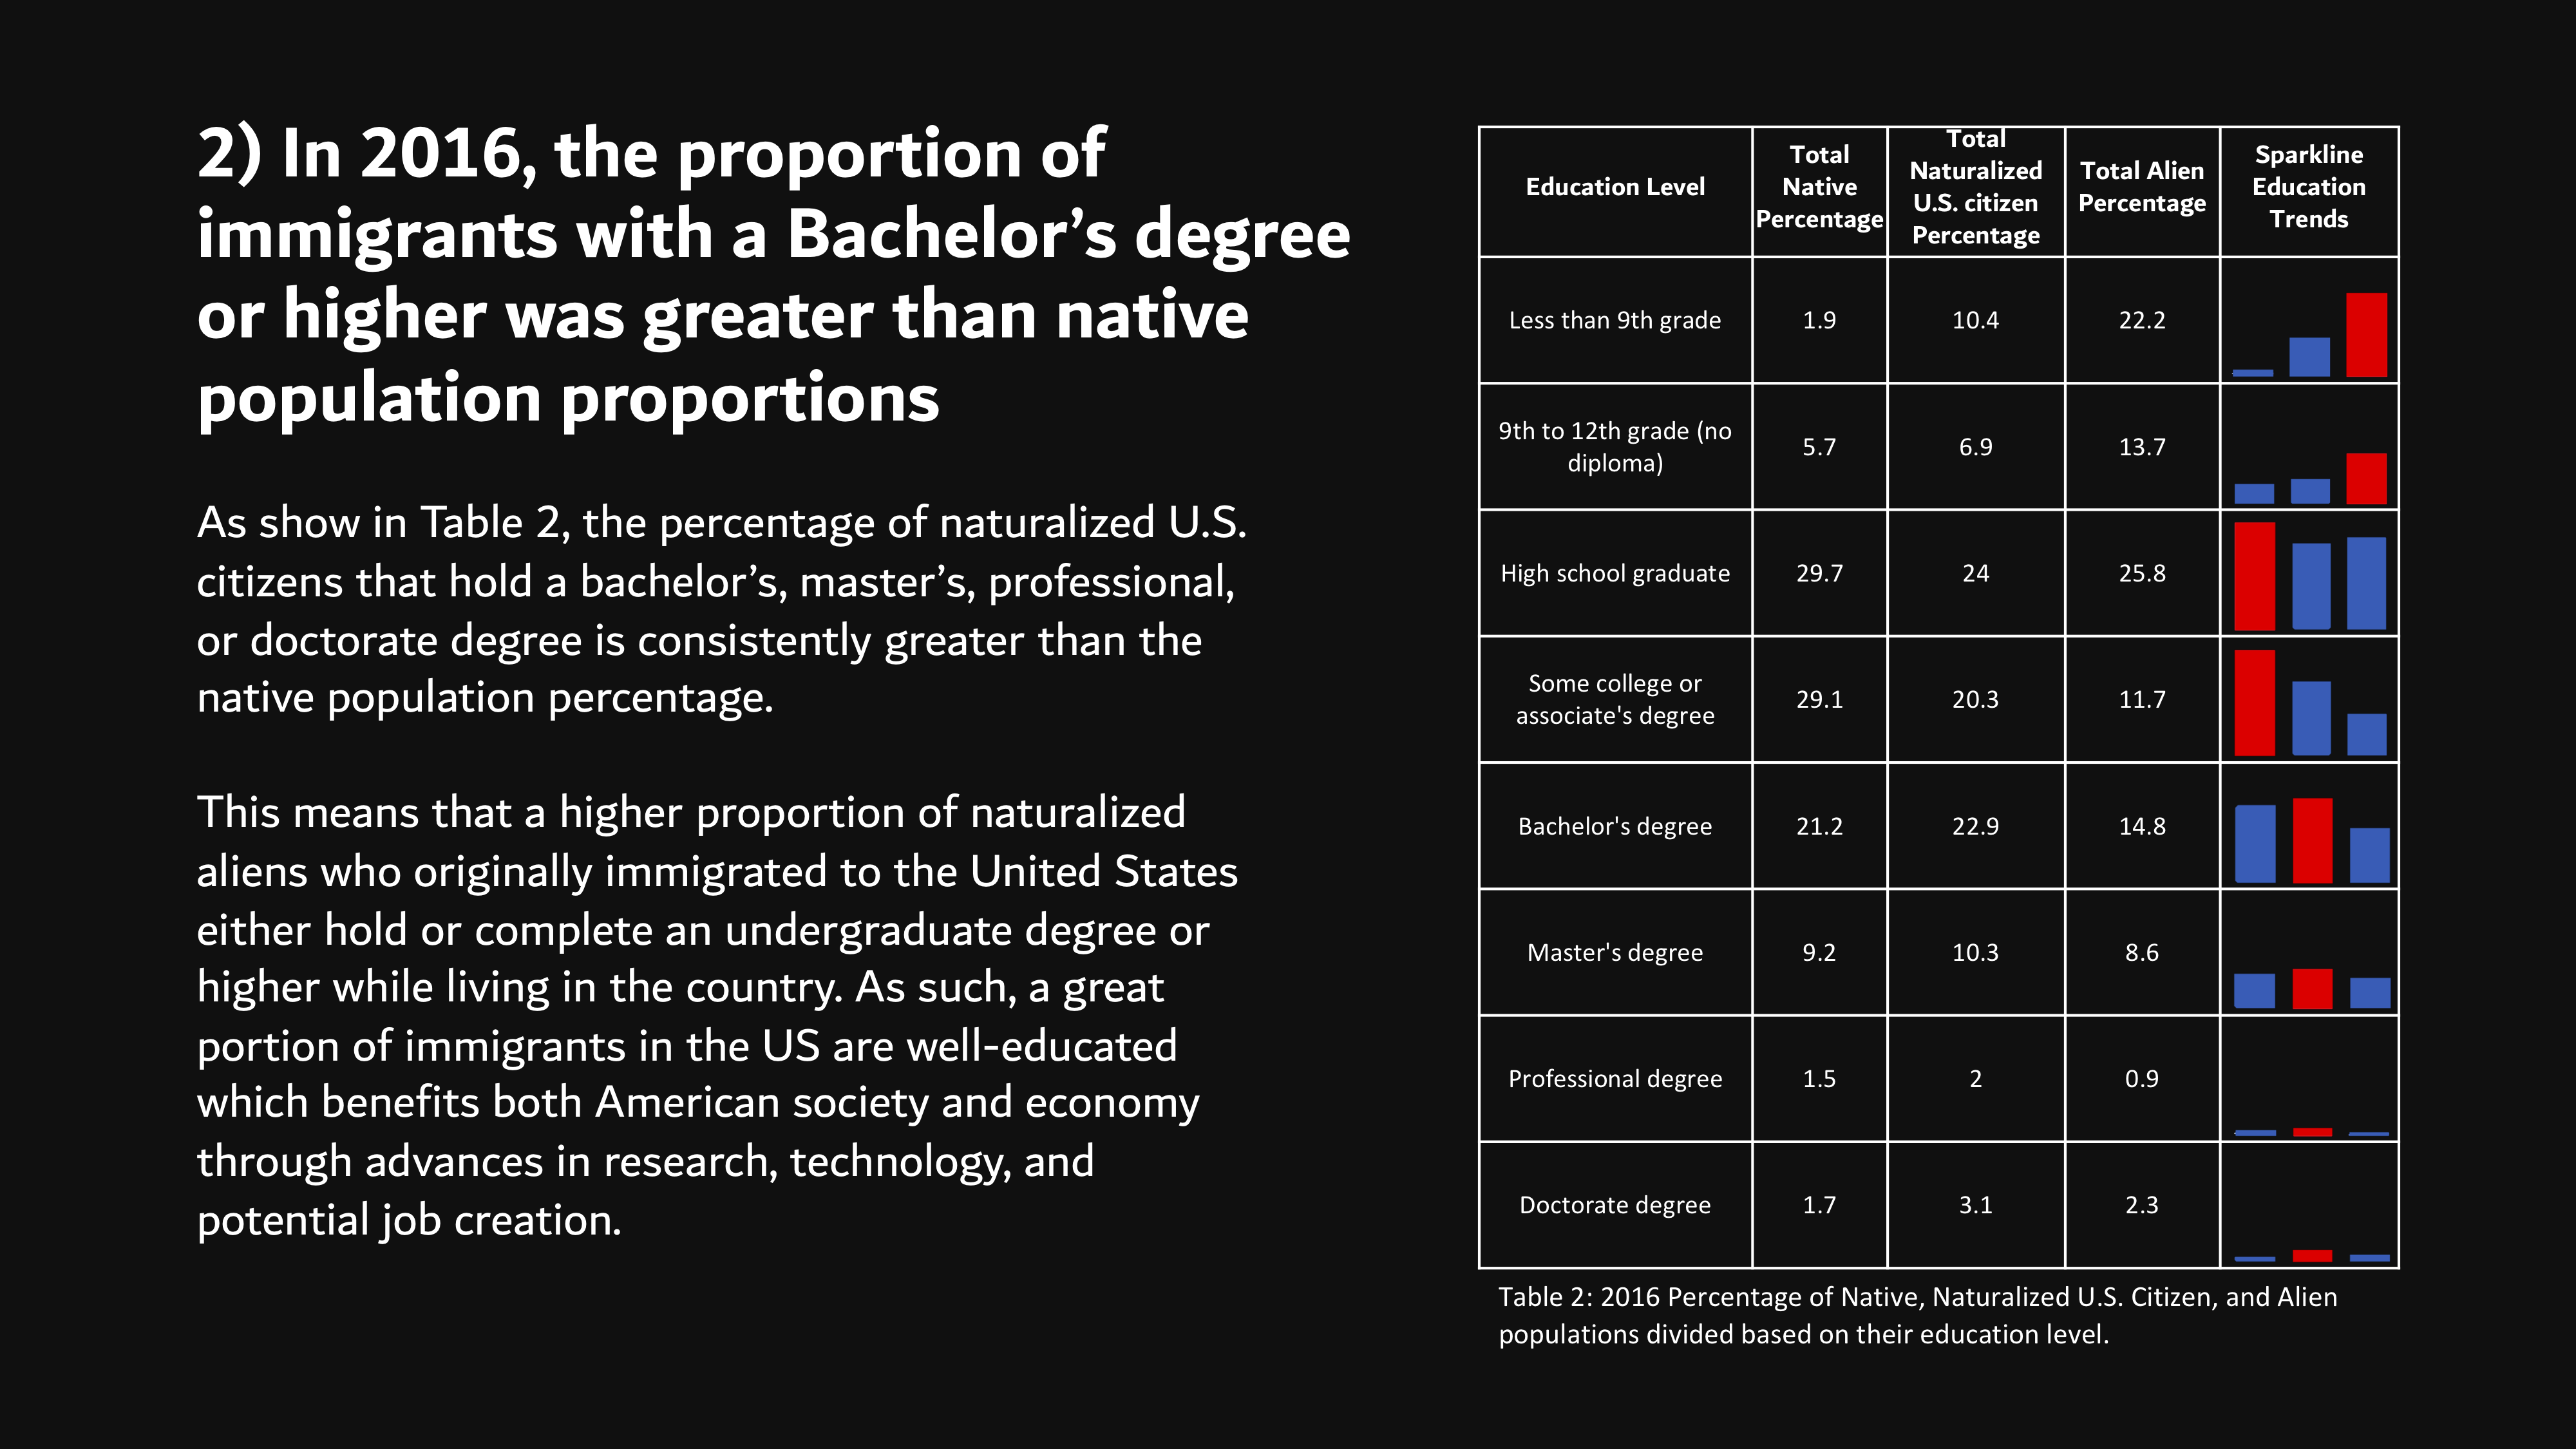 2) In 2016, the proportion of
immigrants with a Bachelor’s degree
or higher was greater than native
population proportions
As show in Table 2, the percentage of naturalized U.S.
citizens that hold a bachelor’s, master’s, professional,
or doctorate degree is consistently greater than the
native population percentage.
This means that a higher proportion of naturalized
aliens who originally immigrated to the United States
either hold or complete an undergraduate degree or
higher while living in the country. As such, a great
portion of immigrants in the US are well-educated
which benefits both American society and economy
through advances in research, technology, and
potential job creation.
Education Level
Total
Native
Percentage
Total
Naturalized
U.S. citizen
Percentage
Total Alien
Percentage
Sparkline
Education
Trends
Less than 9th grade 1.9 10.4 22.2
9th to 12th grade (no
diploma) 5.7 6.9 13.7
High school graduate 29.7 24 25.8
Some college or
associate's degree 29.1 20.3 11.7
Bachelor's degree 21.2 22.9 14.8
Master's degree 9.2 10.3 8.6
Professional degree 1.5 2 0.9
Doctorate degree 1.7 3.1 2.3
Table 2: 2016 Percentage of Native, Naturalized U.S. Citizen, and Alien
populations divided based on their education level.